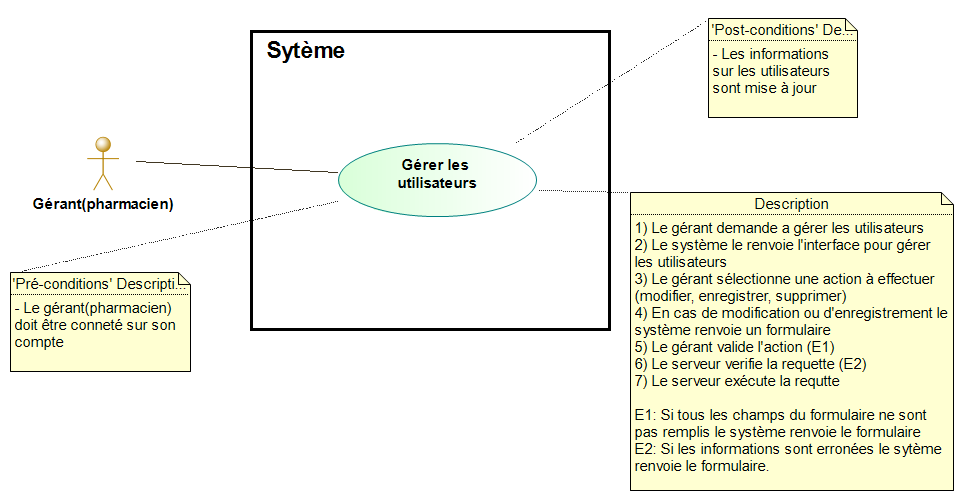 Sytème
Gérer les
utilisateurs
Gérant(pharmacien)
'Pré-conditions' Descripti...
- Le gérant(pharmacien)
doit être conneté sur son
compte
'Post-conditions' De...
- Les informations
sur les utilisateurs
sont mise à jour
Description
1) Le gérant demande a gérer les utilisateurs
2) Le système le renvoie l'interface pour gérer
les utilisateurs
3) Le gérant sélectionne une action à effectuer
(modifier, enregistrer, supprimer)
4) En cas de modification ou d'enregistrement le
système renvoie un formulaire
5) Le gérant valide l'action (E1)
6) Le serveur verifie la requette (E2)
7) Le serveur exécute la requtte
E1: Si tous les champs du formulaire ne sont
pas remplis le système renvoie le formulaire
E2: Si les informations sont erronées le sytème
renvoie le formulaire.